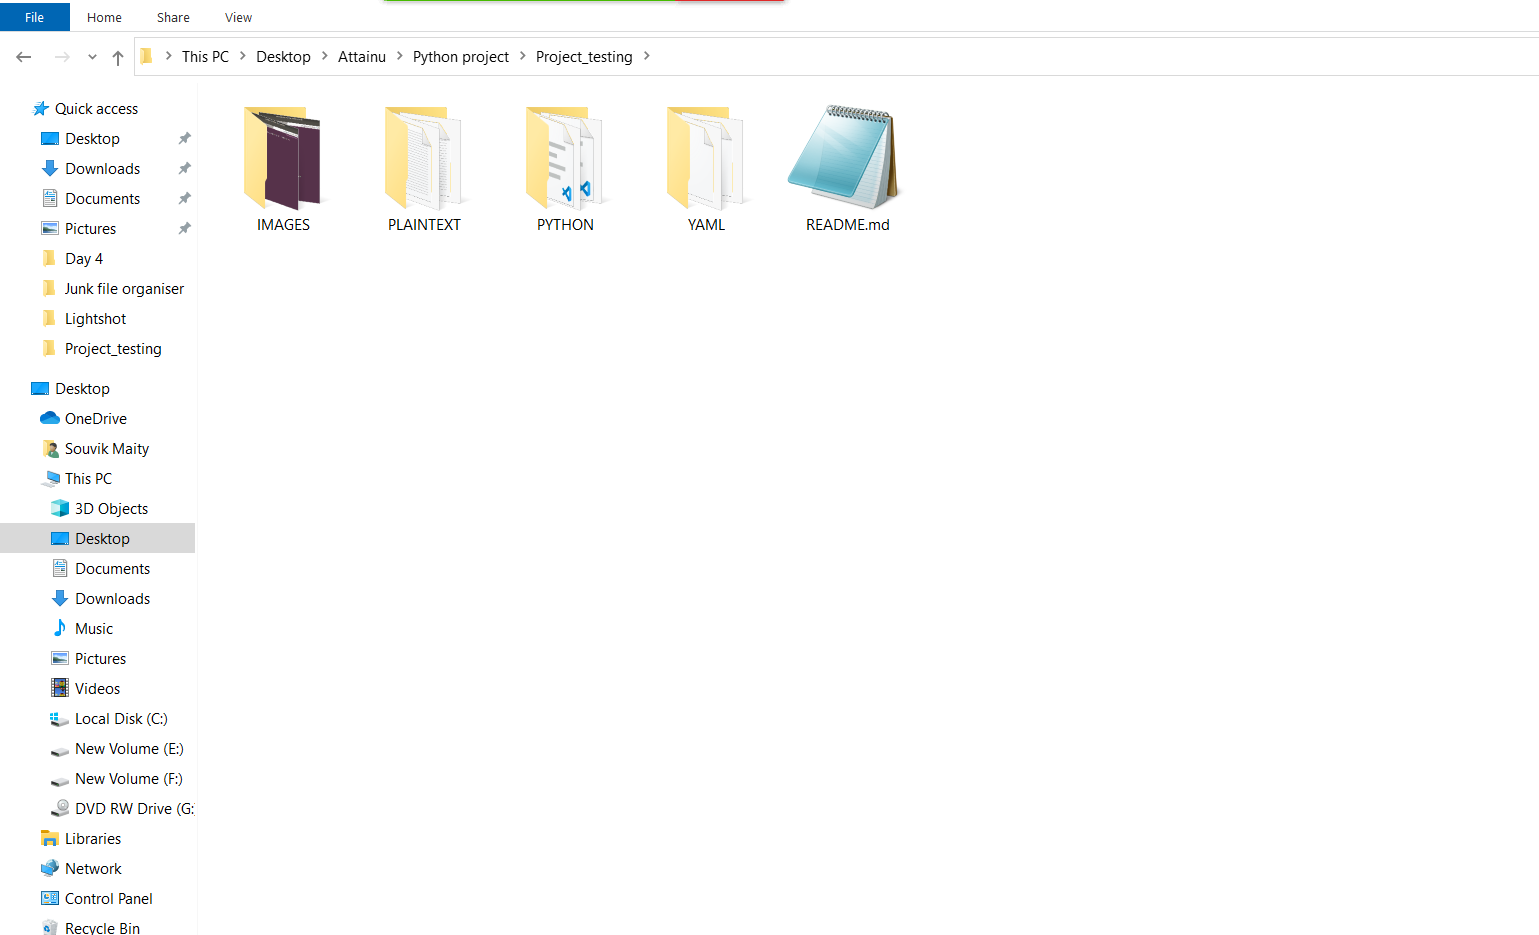 File Home Share View
This PC Desktop Attainu Python project Project_testing
Quick access
Desktop
Downloads
Documents
Pictures
Day 4
Junk file organiser
Lightshot
Project_testing
Desktop
OneDrive
Souvik Maity
This PC
3D Objects
Desktop
Documents
Downloads
Music
Pictures
Videos
Local Disk (C:)
New Volume (E:)
New Volume (F:)
DVD RW Drive (G:
Libraries
Network
Control Panel
Recycle Bin
IMAGES PLAINTEXT PYTHON YAML README.md